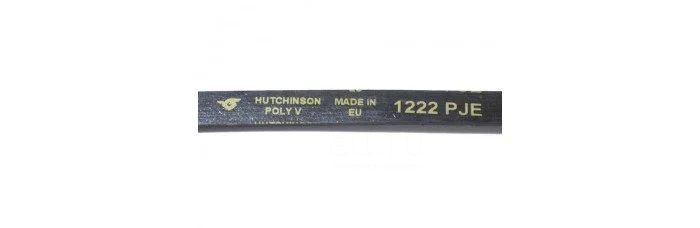 HUTCHINSON
POLY V
MADE iN
EU
1222 PJE